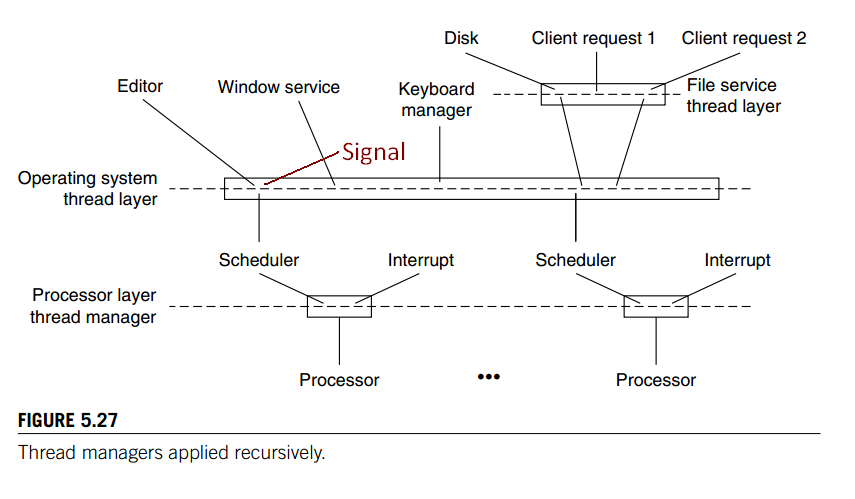 Disk Client request 1 Client request 2
Editor Window service Keyboard manager File service thread layer
Signal
Operating system
thread layer
Scheduler Interrupt Scheduler Interrupt
Processor layer
thread manager
Processor ••• Processor
FIGURE 5.27
Thread managers applied recursively.